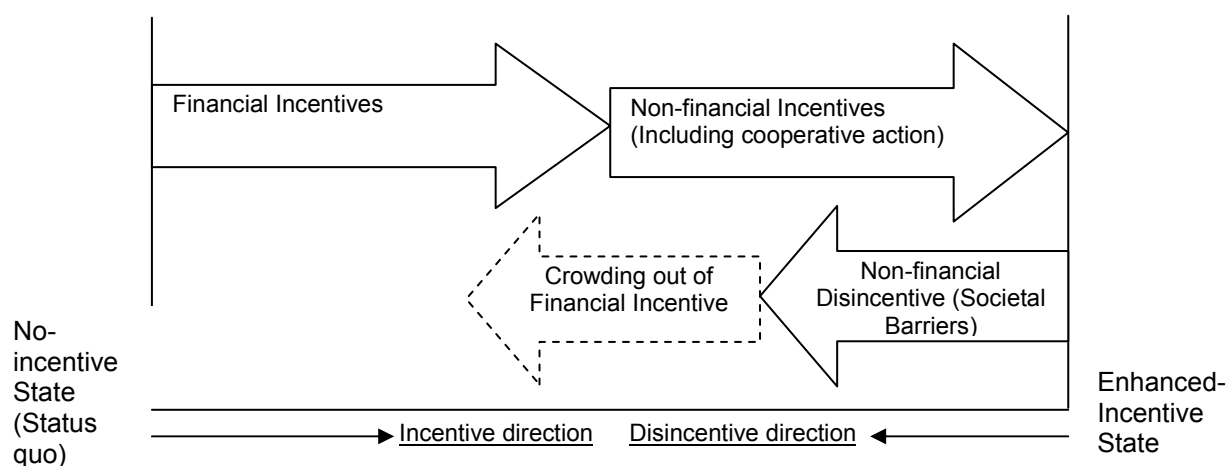 Financial Incentives
Non-financial Incentives
(Including cooperative action)
Crowding out of
Financial Incentive
Non-financial
Disincentive (Societal
Barriers)
No-
incentive
State
(Status
quo)
Enhanced-
Incentive
State
Incentive direction
Disincentive direction